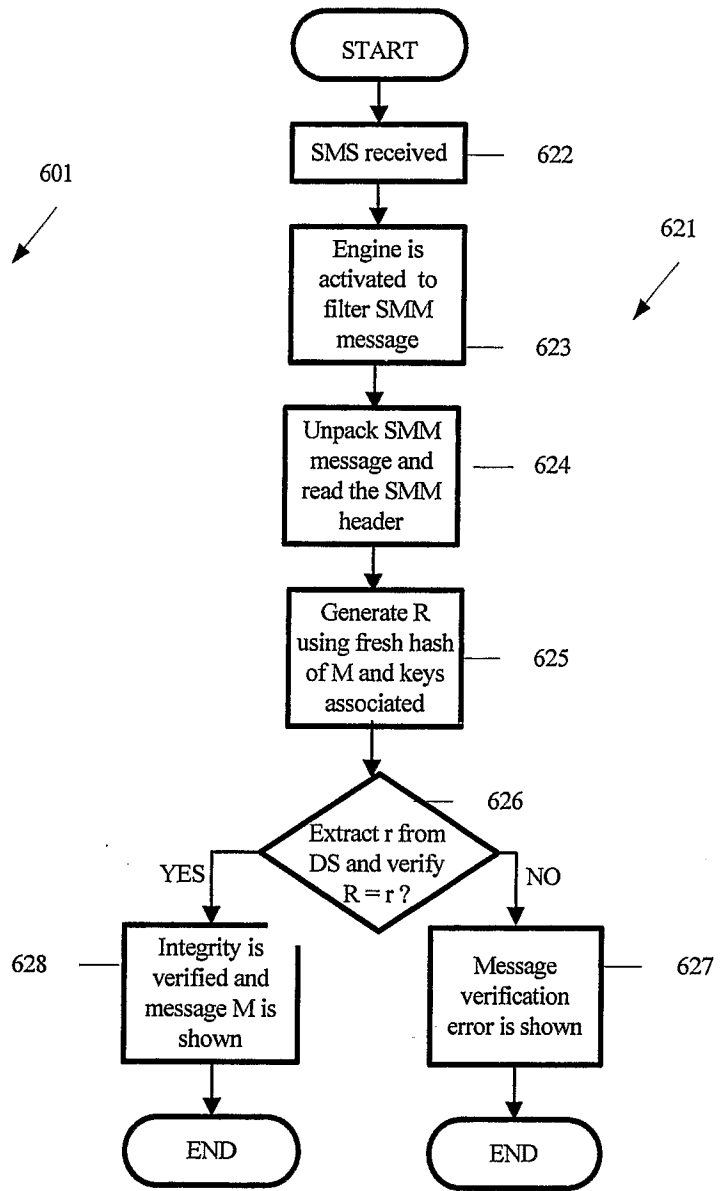 START
SMS received
622
601
621
Engine is
activated to
filter SMM
message
623
Unpack SMM
message and
read the SMM
header
624
Generate R
using fresh hash
of M and keys
associated
625
626
Extract r from
DS and verify
R = r ?
YES
NO
Integrity is
verified and
message M is
shown
628
Message
verification
error is shown
627
END
END